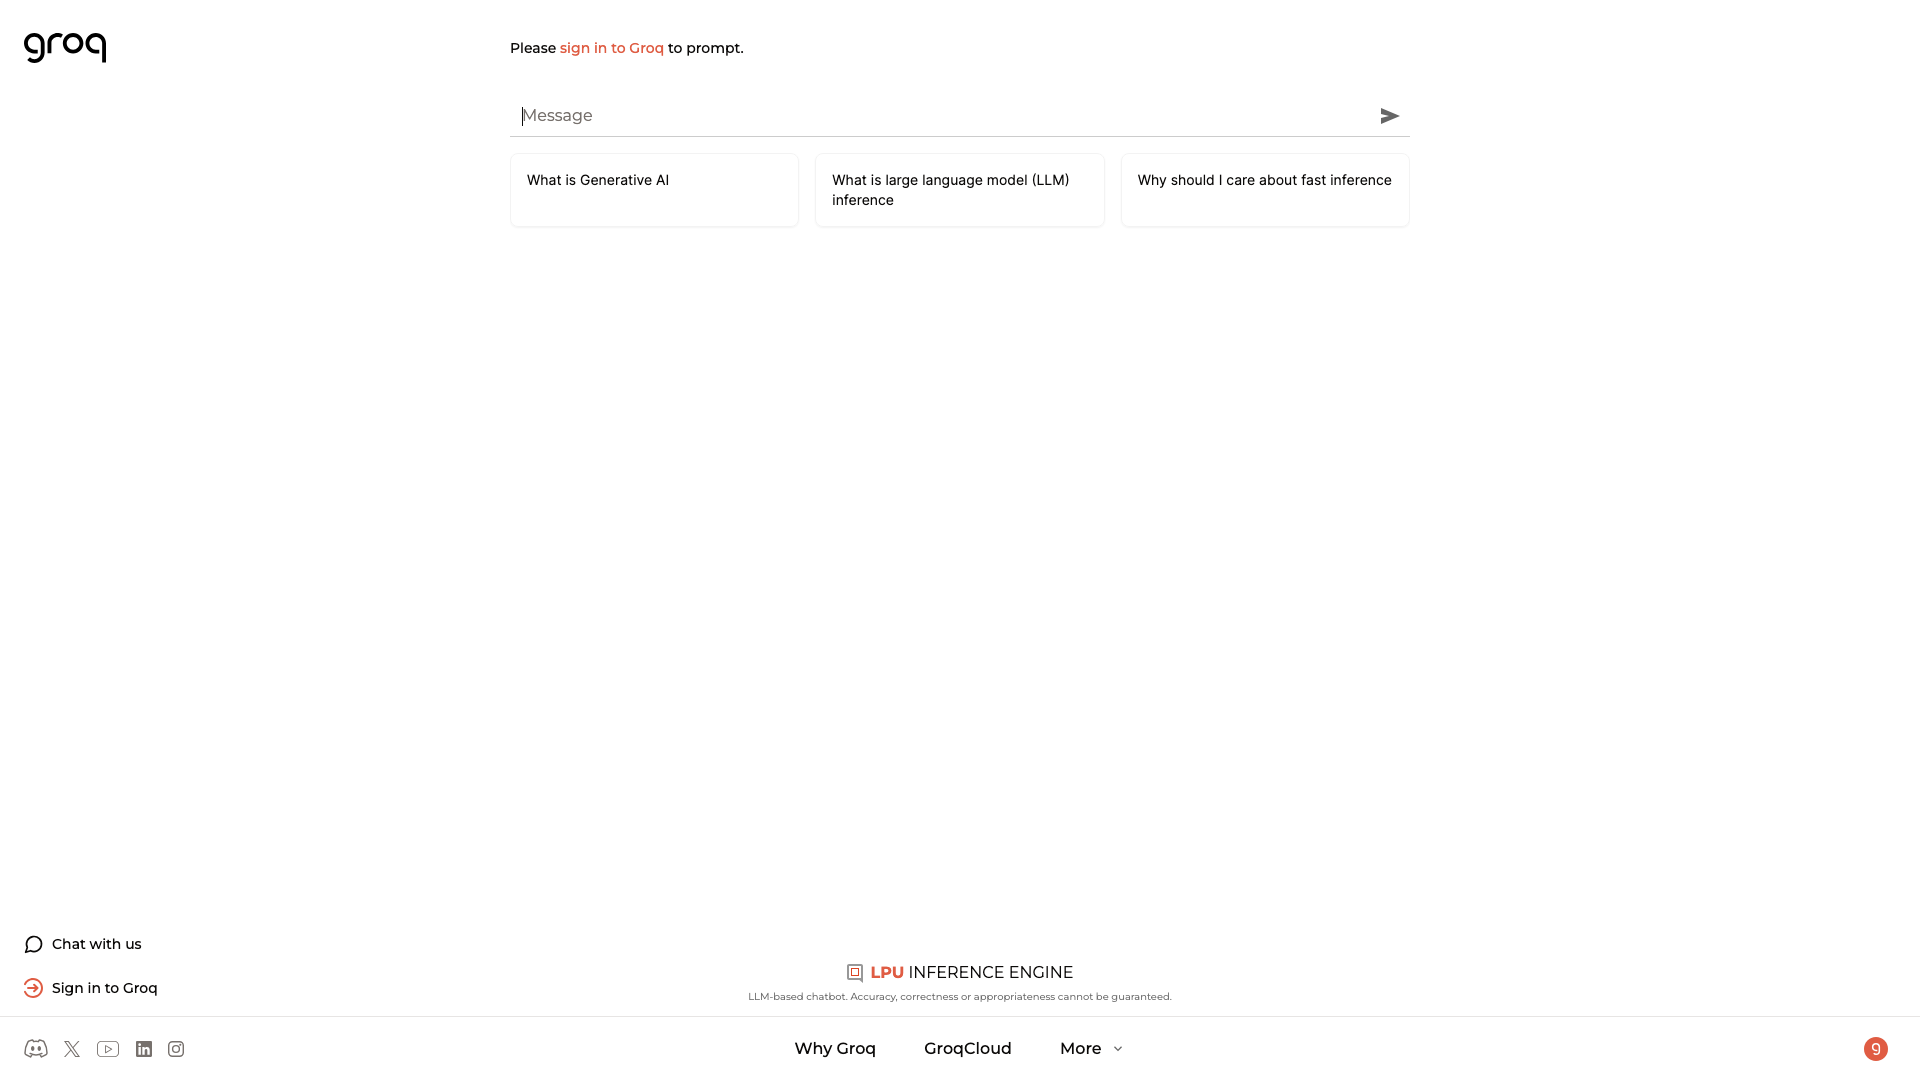 groq
Please sign in to Groq to prompt.
Message
What is Generative AI
What is large language model (LLM)
inference
Why should I care about fast inference
Chat with us
Sign in to Groq
LPU INFERENCE ENGINE
LLM-based chatbot. Accuracy, correctness or appropriateness cannot be guaranteed.
Why Groq
GroqCloud
More
g